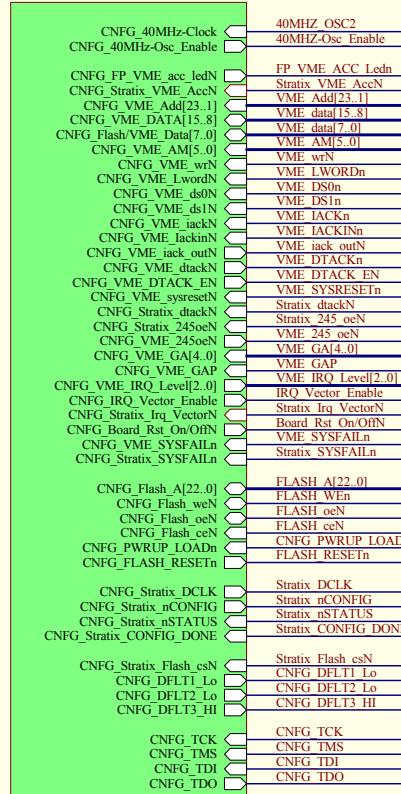 CNFG_40MHz-Clock 40MHZ_OSC2
CNFG_40MHz-Osc_Enable 40MHZ-Osc_Enable
CNFG_FP_VME_acc_ledN FP_VME_ACC_Ledn
CNFG_Stratix_VME_AccN Stratix_VME_AccN
CNFG_VME_Add[23..1] VME_Add[23..1]
CNFG_VME_DATA[15..8] VME_data[15..8]
CNFG_Flash/VME_Data[7..0] VME_data[7..0]
CNFG_VME_AM[5..0] VME_AM[5..0]
CNFG_VME_wrN VME_wrN
CNFG_VME_LwordN VME_LWORDn
CNFG_VME_ds0N VME_DS0n
CNFG_VME_ds1N VME_DS1n
CNFG_VME_iackN VME_IACKn
CNFG_VME_IackinN VME_IACKINn
CNFG_VME_iack_outN VME_iack_outN
CNFG_VME_dtackN VME_DTACKn
CNFG_VME_DTACK_EN VME_DTACK_EN
CNFG_VME_sysresetN VME_SYSRESETn
CNFG_Stratix_dtackN Stratix_dtackN
CNFG_Stratix_245oeN Stratix_245_oeN
CNFG_VME_245oeN VME_245_oeN
CNFG_VME_GA[4..0] VME_GA[4..0]
CNFG_VME_GAP VME_GAP
CNFG_VME_IRQ_Level[2..0] VME_IRQ_Level[2..0]
CNFG_IRQ_Vector_Enable IRQ_Vector_Enable
CNFG_Stratix_Irq_VectorN Stratix_Irq_VectorN
CNFG_Board_Rst_On/OffN Board_Rst_On/OffN
CNFG_VME_SYSFAILn VME_SYSFAILn
CNFG_Stratix_SYSFAILn Stratix_SYSFAILn
CNFG_Flash_A[22..0] FLASH_A[22..0]
CNFG_Flash_weN FLASH_WEn
CNFG_Flash_oeN FLASH_oeN
CNFG_Flash_ceN FLASH_ceN
CNFG_PWRUP_LOADn CNFG_PWRUP_LOAD
CNFG_FLASH_RESETn FLASH_RESETn
CNFG_Stratix_DCLK Stratix_DCLK
CNFG_Stratix_nCONFIG Stratix_nCONFIG
CNFG_Stratix_nSTATUS Stratix_nSTATUS
CNFG_Stratix_CONFIG_DONE Stratix_CONFIG_DONE
CNFG_Stratix_Flash_csN Stratix_Flash_csN
CNFG_DFLT1_Lo CNFG_DFLT1_Lo
CNFG_DFLT2_Lo CNFG_DFLT2_Lo
CNFG_DFLT3_HI CNFG_DFLT3_HI
CNFG_TCK CNFG_TCK
CNFG_TMS CNFG_TMS
CNFG_TDI CNFG_TDI
CNFG_TDO CNFG_TDO